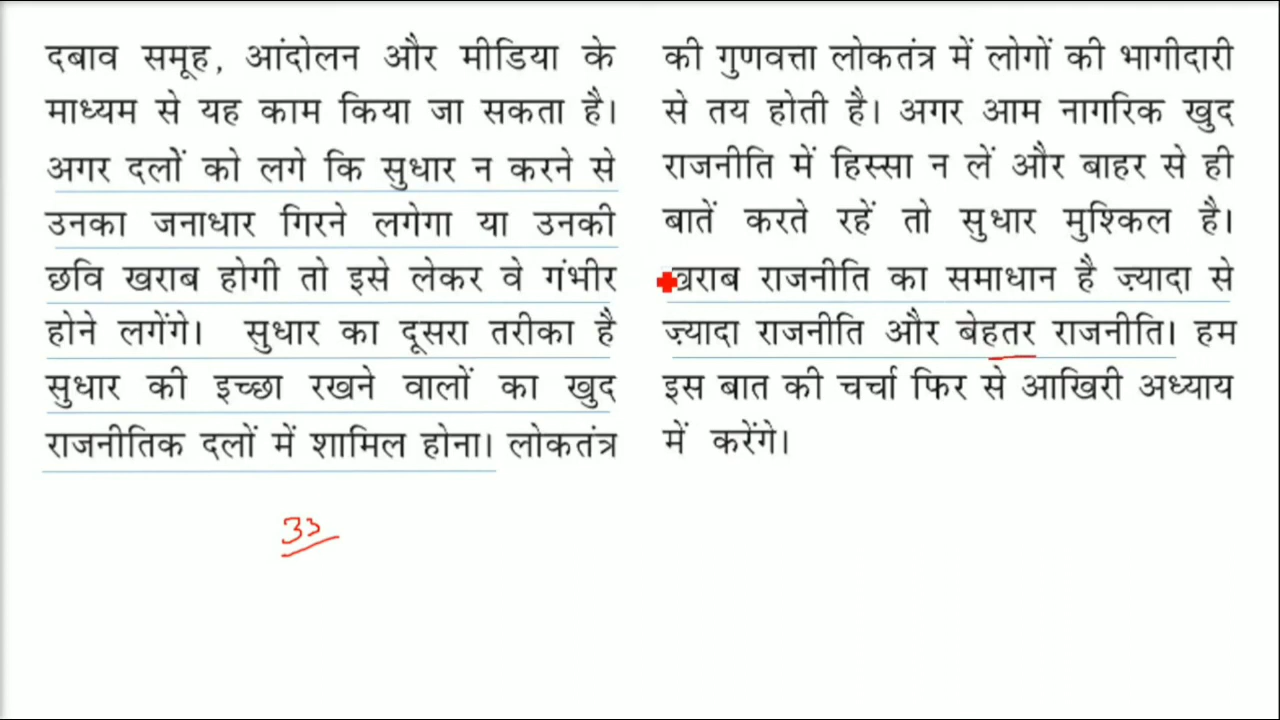 दबाव समूह, आंदोलन और मीडिया के
माध्यम से यह काम किया जा सकता है।
अगर दलों को लगे कि सुधार न करने से
उनका जनाधार गिरने लगेगा या उनकी
छवि खराब होगी तो इसे लेकर वे गंभीर
होने लगेंगे। सुधार का दूसरा तरीका है
सुधार की इच्छा रखने वालों का खुद
राजनीतिक दलों में शामिल होना। लोकतंत्र
की गुणवत्ता लोकतंत्र में लोगों की भागीदारी
से तय होती है। अगर आम नागरिक खुद
राजनीति में हिस्सा न लें और बाहर से ही
बातें करते रहें तो सुधार मुश्किल है।
खराब राजनीति का समाधान है ज़्यादा से
ज़्यादा राजनीति और बेहतर राजनीति। हम
इस बात की चर्चा फिर से आखिरी अध्याय
में करेंगे।
33